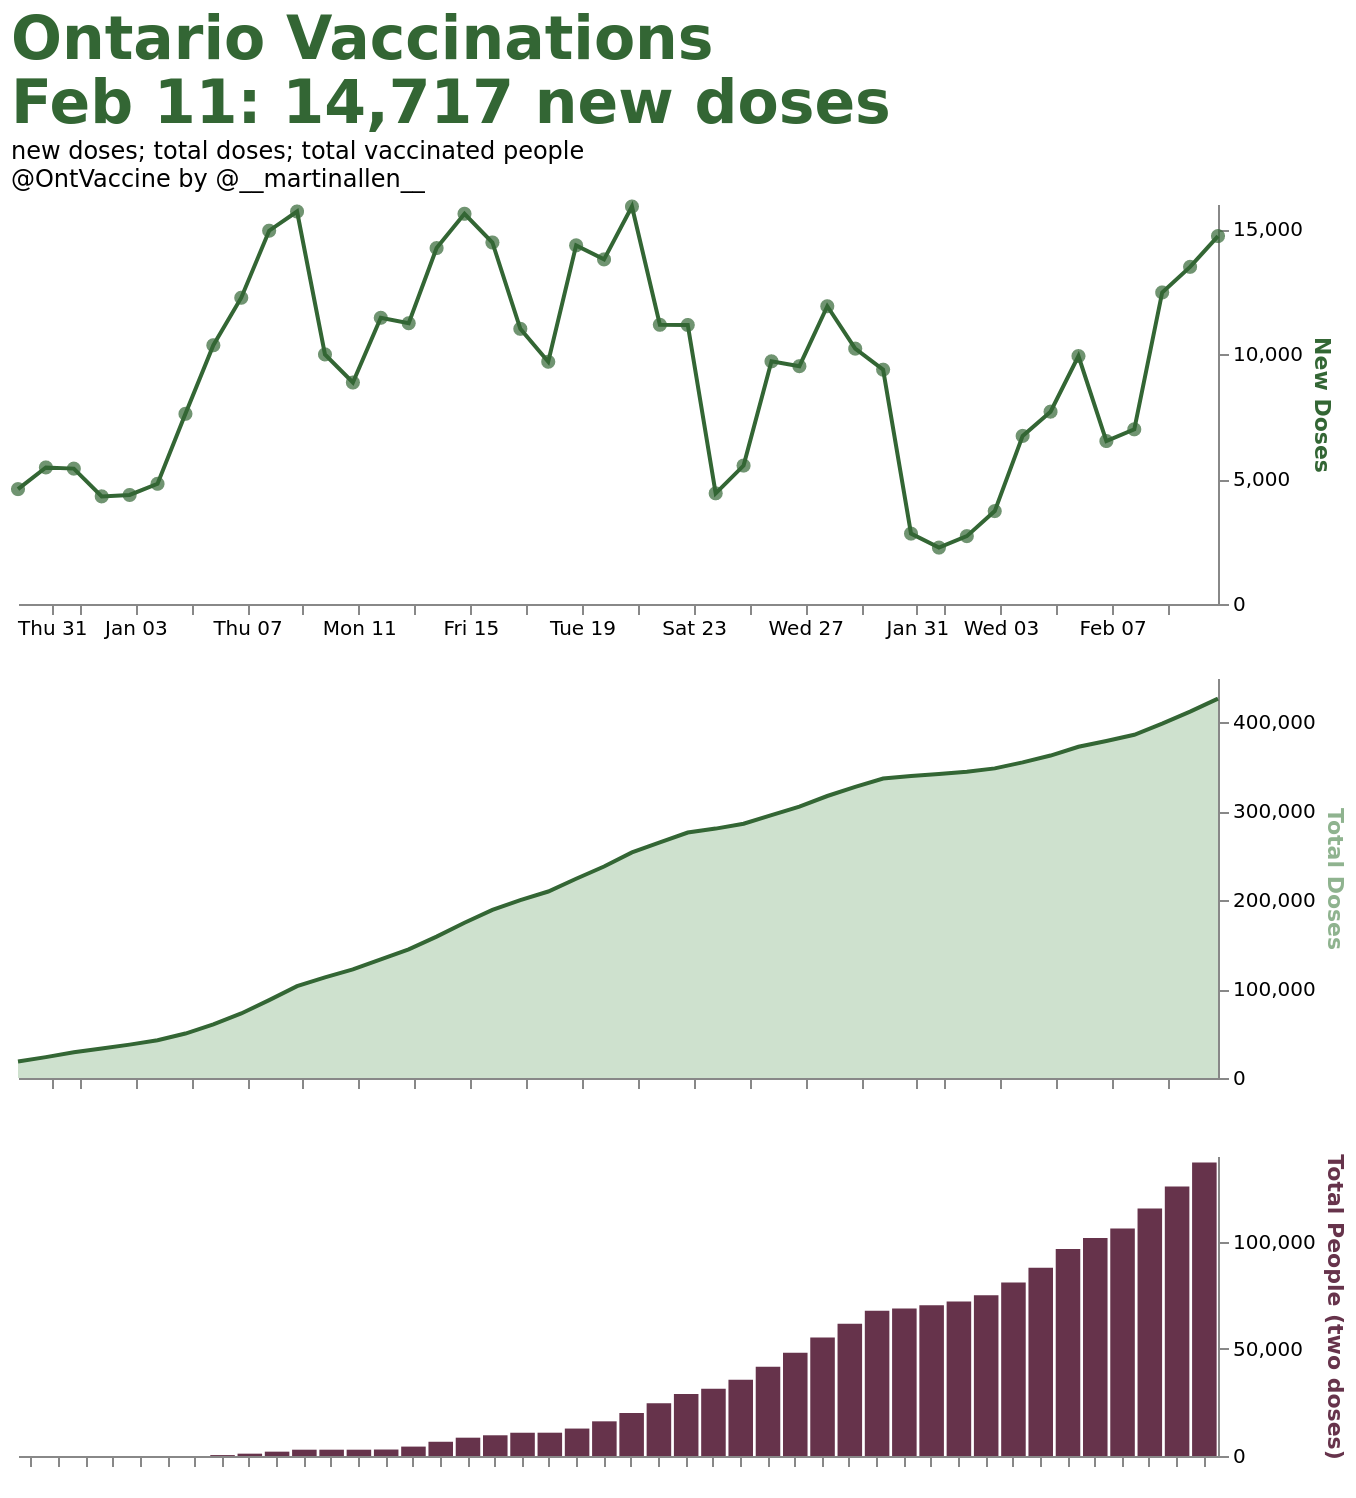 Ontario Vaccinations
Feb 11: 14,717 new doses
new doses; total doses; total vaccinated people
@OntVaccine by @__martinallen__
15,000
10,000
5,000
0
New Doses
Thu 31 Jan 03 Thu 07 Mon 11 Fri 15 Tue 19 Sat 23 Wed 27 Jan 31 Wed 03 Feb 07
400,000
300,000
200,000
100,000
0
Total Doses
100,000
50,000
0
Total People (two doses)